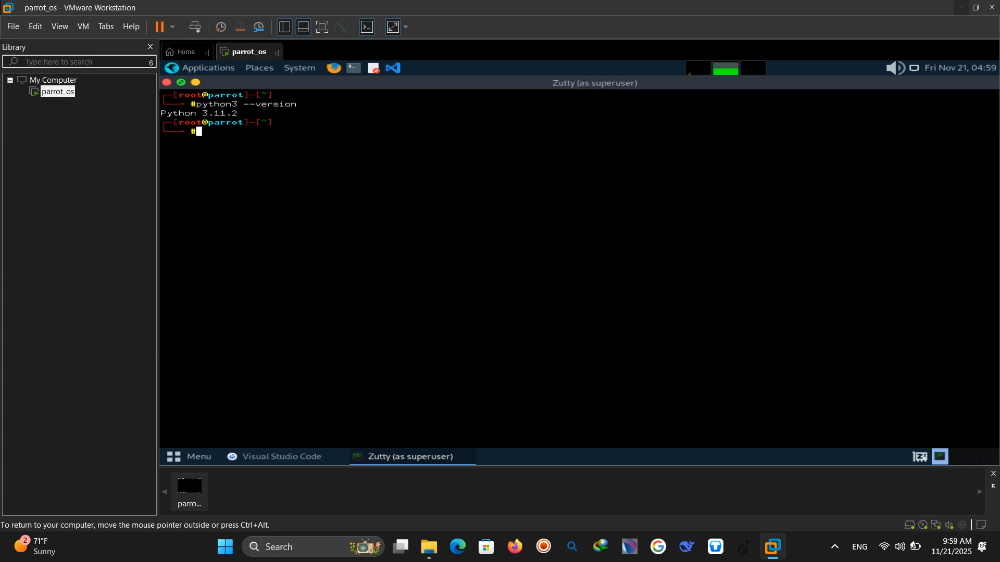 parrot_os - VMware Workstation
File Edit View VM Tabs Help
Library
Home
parrot_os
Type here to search
Applications Places System
Fri Nov 21, 04:59
My Computer
parrot_os
Zutty (as superuser)
[root@parrot]─[~]
#python3 --version
Python 3.11.2
[root@parrot]─[~]
#
Menu
Visual Studio Code
Zutty (as superuser)
parro...
To return to your computer, move the mouse pointer outside or press Ctrl+Alt.
2
71°F
Sunny
Search
ENG
9:59 AM
11/21/2025